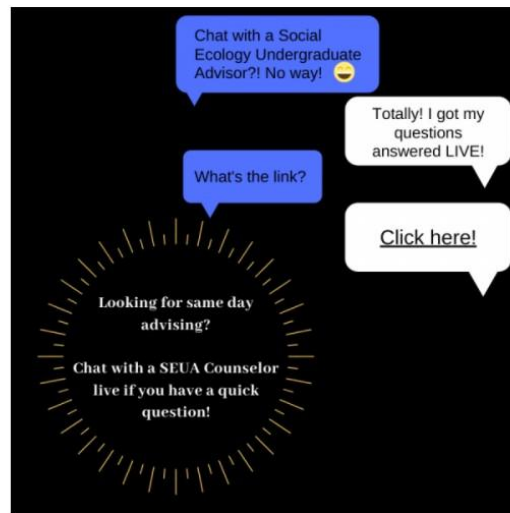 Chat with a Social
Ecology Undergraduate
Advisor?! No way! 😄
Totally! I got my
questions
answered LIVE!
What's the link?
Click here!
Looking for same day
advising?
Chat with a SEUA Counselor
live if you have a quick
question!